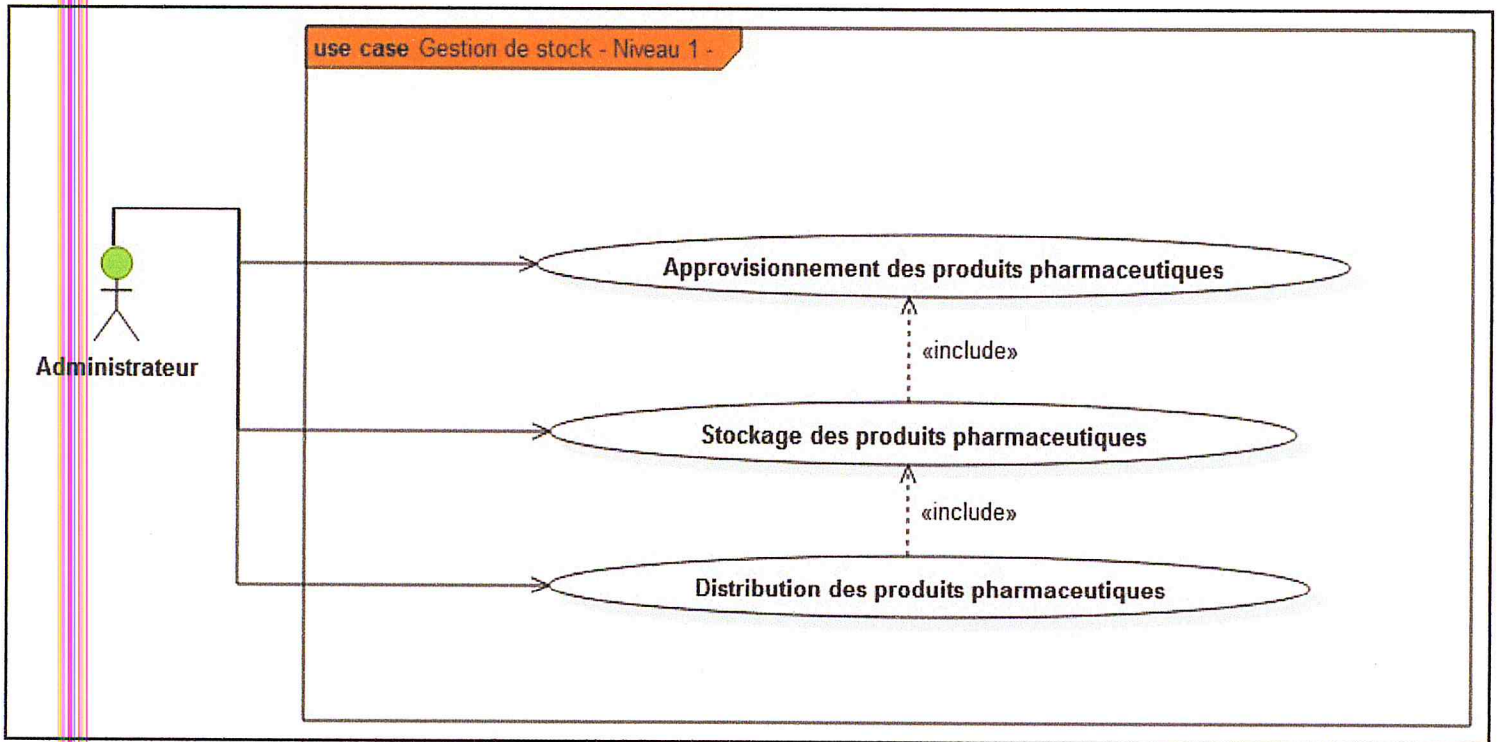 use case Gestion de stock - Niveau 1 -
Approvisionnement des produits pharmaceutiques
«include»
Administrateur
Stockage des produits pharmaceutiques
«include»
Distribution des produits pharmaceutiques